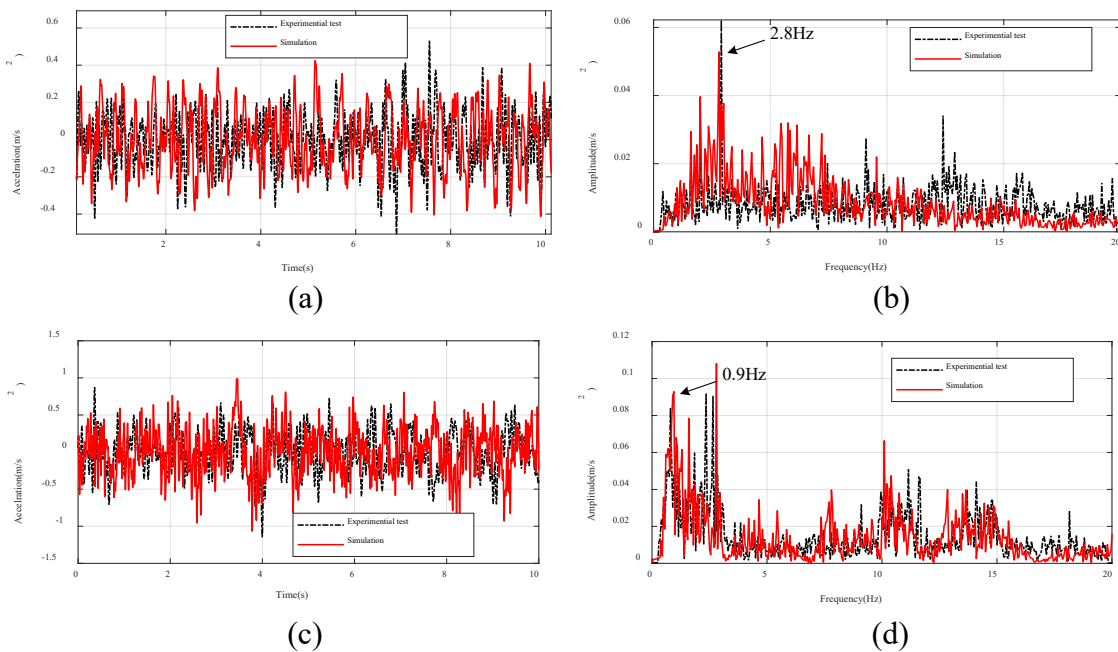 0.6
0.4
0.2
0
-0.2
-0.4
Accelration(m/s
2
)
2
4
6
8
10
Time(s)
Experimential test
Simulation
(a)
0.06
0.04
0.02
0
Amplitude(m/s
2
)
0
5
10
15
20
Frequency(Hz)
2.8Hz
Experimential test
Simulation
(b)
1.5
1
0.5
0
-0.5
-1
-1.5
Accelration(m/s
2
)
0
2
4
6
8
10
Time(s)
Experimential test
Simulation
(c)
0.12
0.1
0.08
0.06
0.04
0.02
0
Amplitude(m/s
2
)
0
5
10
15
20
Frequency(Hz)
0.9Hz
Experimential test
Simulation
(d)